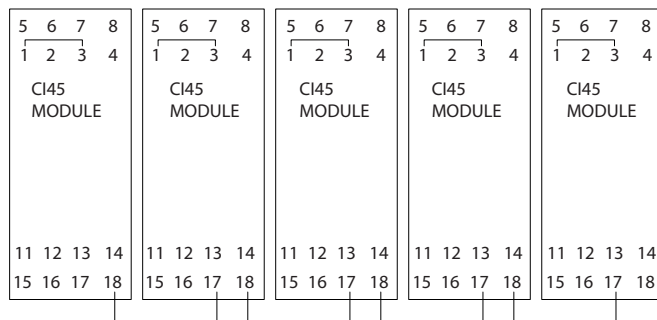 5 6 7 8 5 6 7 8 5 6 7 8 5 6 7 8 5 6 7 8
1 2 3 4 1 2 3 4 1 2 3 4 1 2 3 4 1 2 3 4
CI45 CI45 CI45 CI45 CI45
MODULE MODULE MODULE MODULE MODULE
11 12 13 14 11 12 13 14 11 12 13 14 11 12 13 14 11 12 13 14
15 16 17 18 15 16 17 18 15 16 17 18 15 16 17 18 15 16 17 18